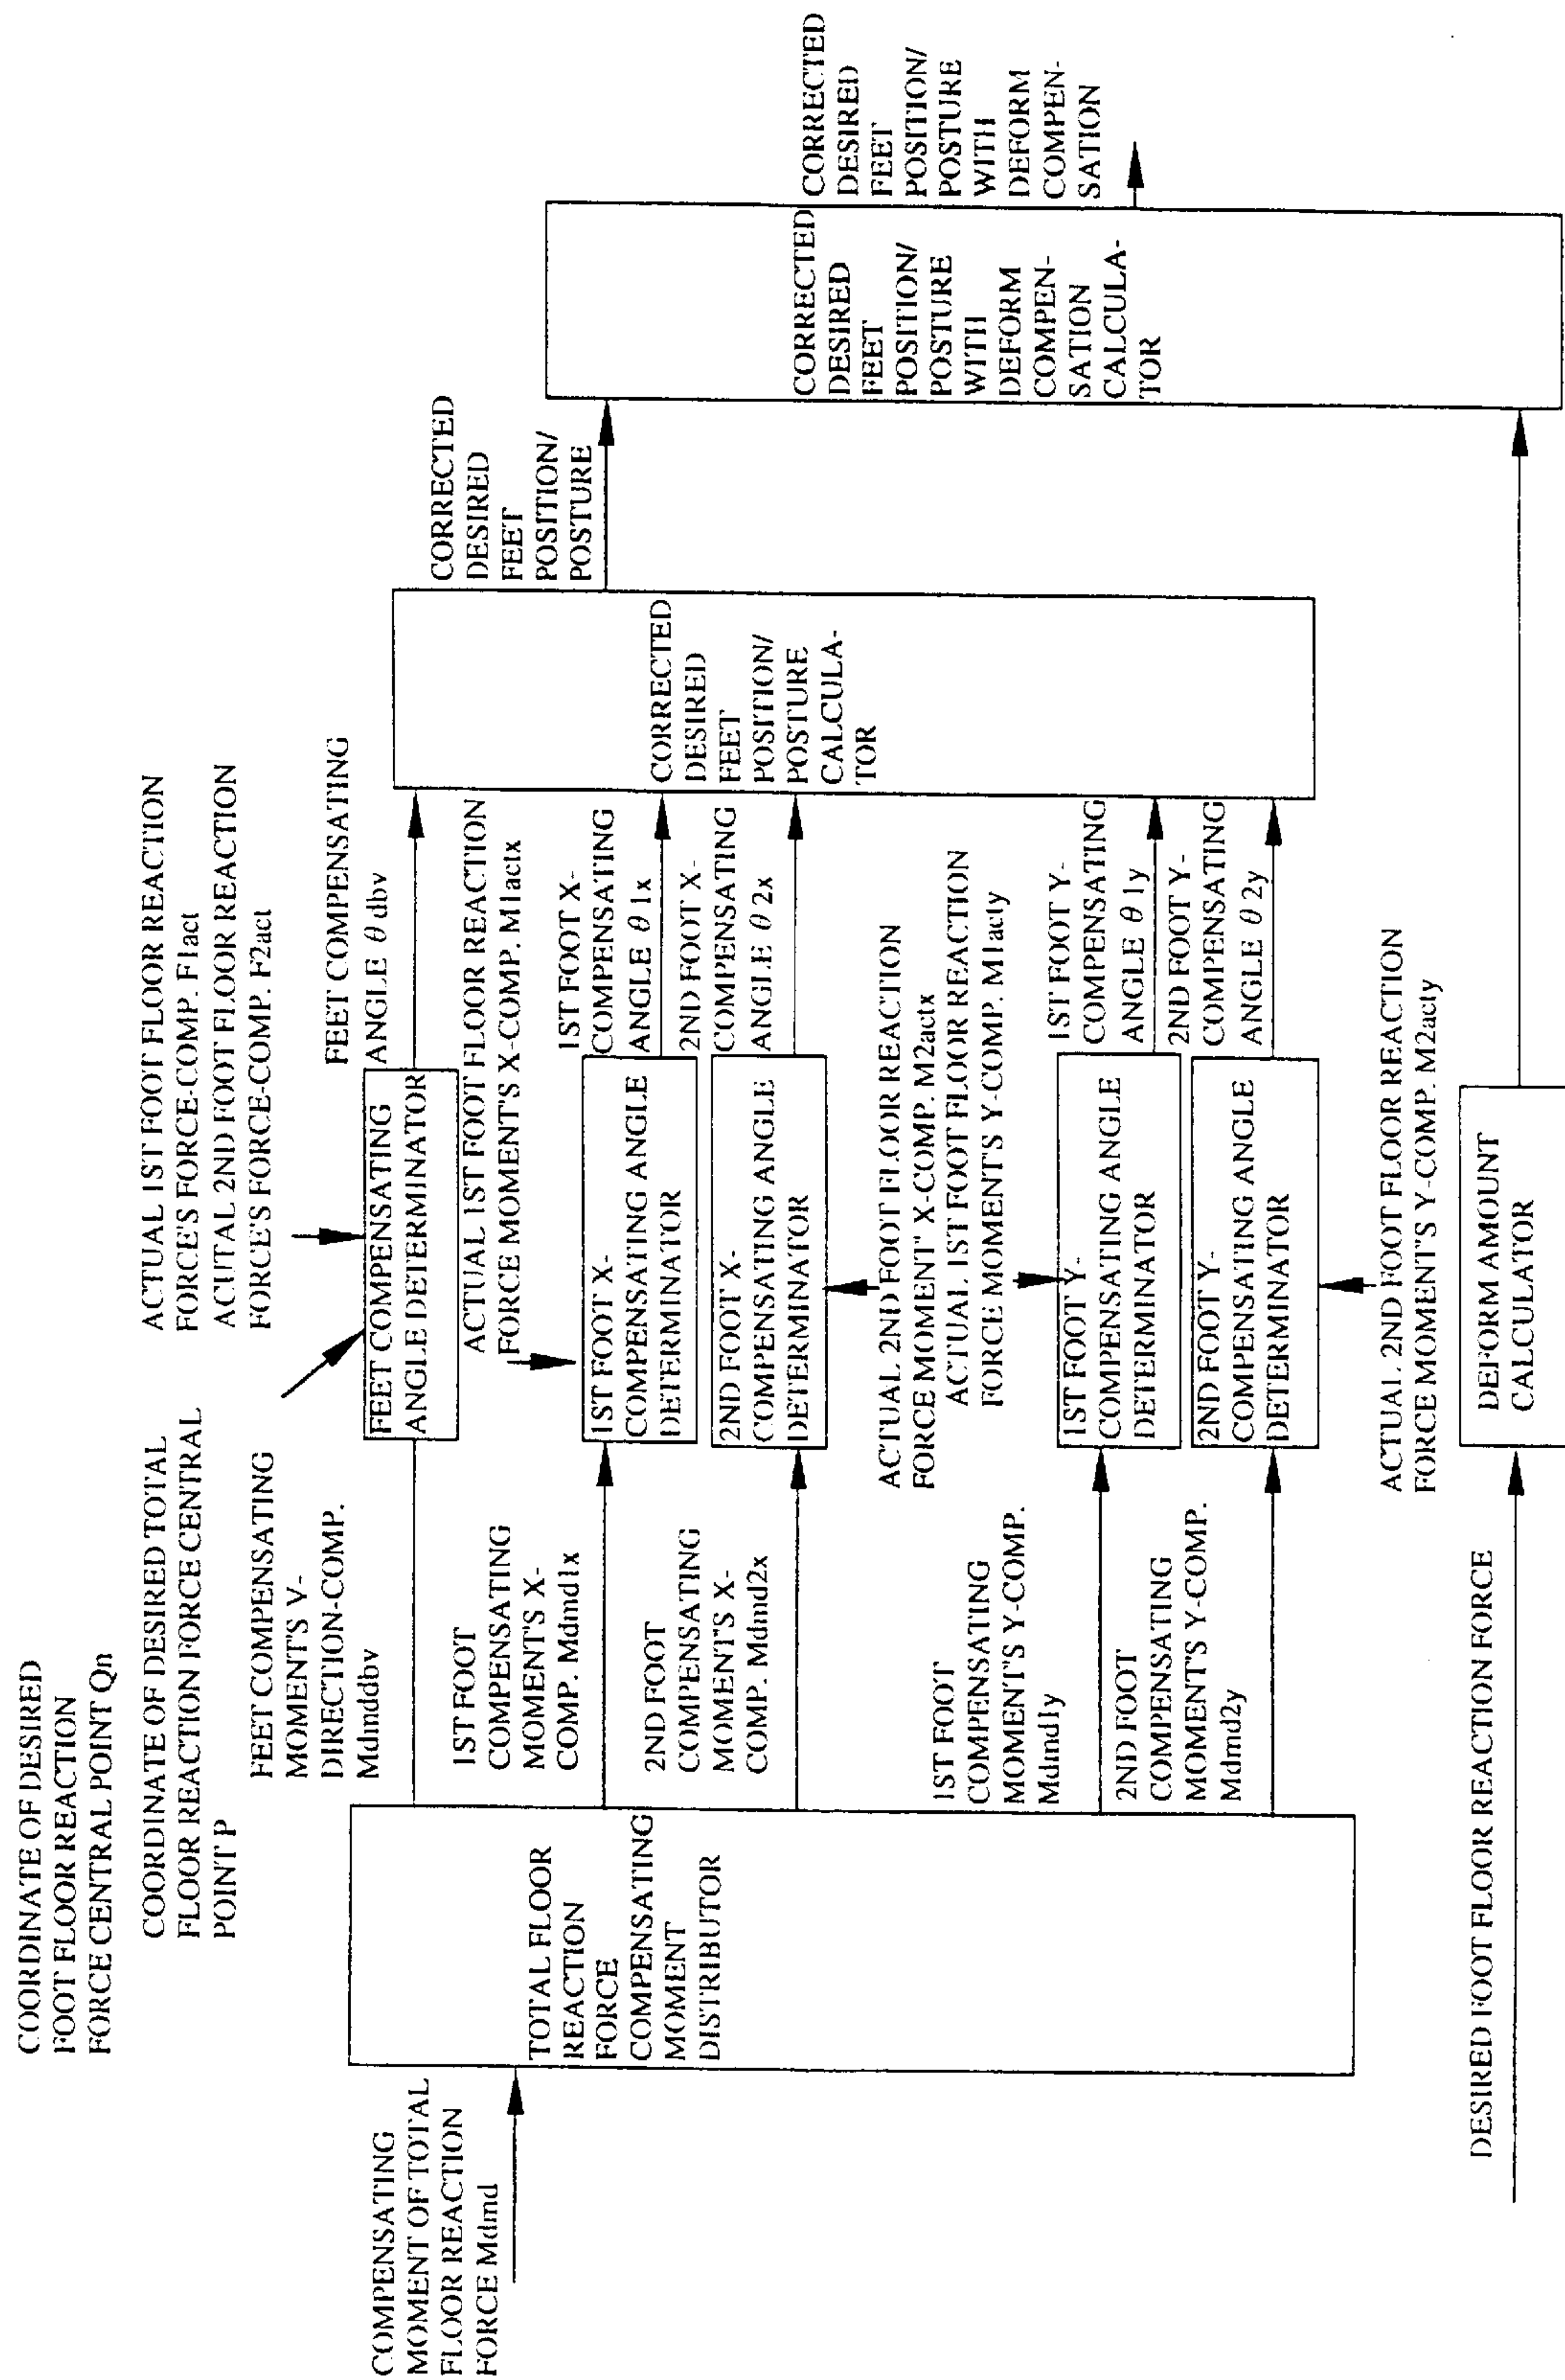 COORDINATE OF DESIRED
FOOT FLOOR REACTION
FORCE CENTRAL POINT Qn
COORDINATE OF DESIRED TOTAL
FLOOR REACTION FORCE CENTRAL
POINT P
ACTUAL 1ST FOOT FLOOR REACTION
FORCE'S FORCE-COMP. F1act
ACUTAL 2ND FOOT FLOOR REACTION
FORCE'S FORCE-COMP. F2act
COMPENSATING
MOMENT OF TOTAL
FLOOR REACTION
FORCE Mdmd
TOTAL FLOOR
REACTION
FORCE
COMPENSATING
MOMENT
DISTRIBUTOR
FEET COMPENSATING
MOMENT'S V-
DIRECTION-COMP.
Mdmddbv
FEET COMPENSATING
ANGLE DETERMINATOR
FEET COMPENSATING
ANGLE θ dbv
ACTUAL 1ST FOOT FLOOR REACTION
FORCE MOMENT'S X-COMP. M1actx
1ST FOOT
COMPENSATING
MOMENT'S X-
COMP. Mdmd1x
1ST FOOT X-
COMPENSATING ANGLE
DETERMINATOR
1ST FOOT X-
COMPENSATING
ANGLE θ 1x
2ND FOOT
COMPENSATING
MOMENT'S X-
COMP. Mdmd2x
2ND FOOT X-
COMPENSATING ANGLE
DETERMINATOR
2ND FOOT X-
COMPENSATING
ANGLE θ 2x
ACTUAL 2ND FOOT FLOOR REACTION
FORCE MOMENT' X-COMP. M2actx
ACTUAL 1ST FOOT FLOOR REACTION
FORCE MOMENT'S Y-COMP. M1acty
1ST FOOT
COMPENSATING
MOMENT'S Y-COMP.
Mdmd1y
1ST FOOT Y-
COMPENSATING ANGLE
DETERMINATOR
1ST FOOT Y-
COMPENSATING
ANGLE θ 1y
2ND FOOT
COMPENSATING
MOMENT'S Y-COMP.
Mdmd2y
2ND FOOT Y-
COMPENSATING ANGLE
DETERMINATOR
2ND FOOT Y-
COMPENSATING
ANGLE θ 2y
ACTUAL 2ND FOOT FLOOR REACTION
FORCE MOMENT'S Y-COMP. M2acty
CORRECTED
DESIRED
FEET
POSITION/
POSTURE
CALCULA-
TOR
CORRECTED
DESIRED
FEET
POSITION/
POSTURE
DESIRED FOOT FLOOR REACTION FORCE
DEFORM AMOUNT
CALCULATOR
CORRECTED
DESIRED
FEET
POSITION/
POSTURE
WITH
DEFORM
COMPEN-
SATION
CALCULA-
TOR
CORRECTED
DESIRED
FEET
POSITION/
POSTURE
WITH
DEFORM
COMPEN-
SATION